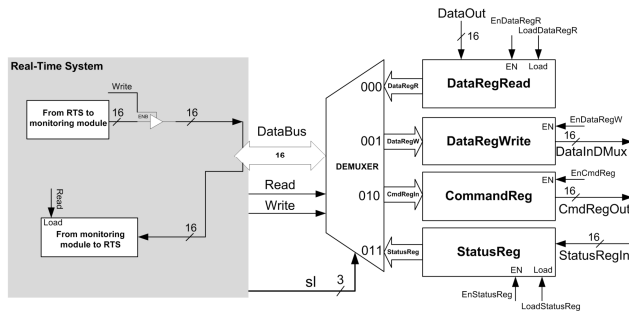 DataOut
EnDataRegR
LoadDataRegR
16
EN
Load
000
DataRegR
DataRegRead
Real-Time System
Write
From RTS to
monitoring module
16
ENB
16
DataBus
16
DEMUXER
001
DataRegW
DataRegWrite
EN
EnDataRegW
16
DataInDMux
Read
Write
010
CmdRegIn
CommandReg
EN
EnCmdReg
16
CmdRegOut
Read
Load
From monitoring
module to RTS
16
011
StatusReg
StatusReg
EN
Load
16
StatusRegIn
sl
3
EnStatusReg
LoadStatusReg